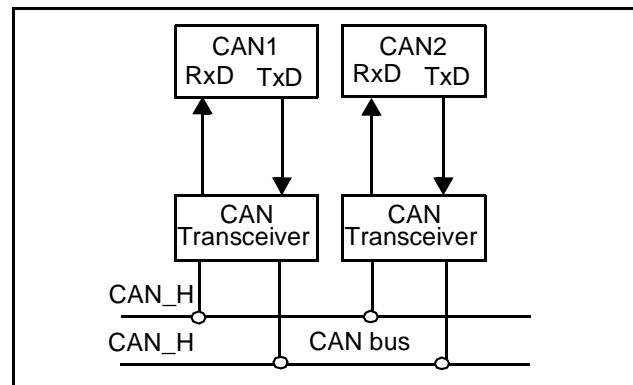 CAN1 CAN2
RxD TxD RxD TxD
CAN CAN
Transceiver Transceiver
CAN_H
CAN_H CAN bus